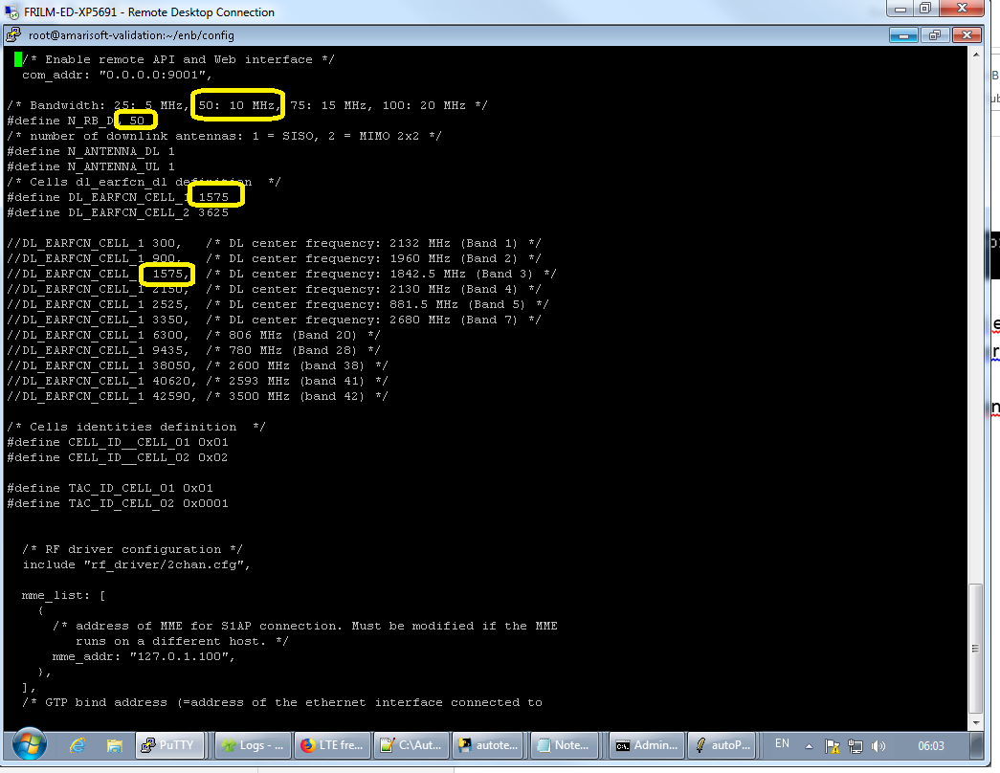 FRILM-ED-XP5691 - Remote Desktop Connection
root@amarisoft-validation:~/enb/config
/* Enable remote API and Web interface */
com_addr: "0.0.0.0:9001",
/* Bandwidth: 25: 5 MHz, 50: 10 MHz, 75: 15 MHz, 100: 20 MHz */
#define N_RB_DL 50
/* number of downlink antennas: 1 = SISO, 2 = MIMO 2x2 */
#define N_ANTENNA_DL 1
#define N_ANTENNA_UL 1
/* Cells dl_earfcn_dl definition */
#define DL_EARFCN_CELL_1 1575
#define DL_EARFCN_CELL_2 3625
//DL_EARFCN_CELL_1 300, /* DL center frequency: 2132 MHz (Band 1) */
//DL_EARFCN_CELL_1 900, /* DL center frequency: 1960 MHz (Band 2) */
//DL_EARFCN_CELL_ 1575, /* DL center frequency: 1842.5 MHz (Band 3) */
//DL_EARFCN_CELL_1 2150, /* DL center frequency: 2130 MHz (Band 4) */
//DL_EARFCN_CELL_1 2525, /* DL center frequency: 881.5 MHz (Band 5) */
//DL_EARFCN_CELL_1 3350, /* DL center frequency: 2680 MHz (Band 7) */
//DL_EARFCN_CELL_1 6300, /* 806 MHz (Band 20) */
//DL_EARFCN_CELL_1 9435, /* 780 MHz (Band 28) */
//DL_EARFCN_CELL_1 38050, /* 2600 MHz (band 38) */
//DL_EARFCN_CELL_1 40620, /* 2593 MHz (band 41) */
//DL_EARFCN_CELL_1 42590, /* 3500 MHz (band 42) */
/* Cells identities definition */
#define CELL_ID__CELL_01 0x01
#define CELL_ID__CELL_02 0x02
#define TAC_ID_CELL_01 0x01
#define TAC_ID_CELL_02 0x0001
/* RF driver configuration */
include "rf_driver/2chan.cfg",
mme_list: [
{
/* address of MME for S1AP connection. Must be modified if the MME
runs on a different host. */
mme_addr: "127.0.1.100",
},
],
/* GTP bind address (=address of the ethernet interface connected to
PuTTY Logs - ... LTE fre... C:\Aut... autote... Note... Admin... autoP... EN 06:03